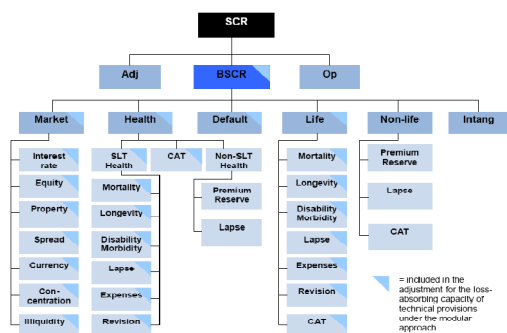 SCR
Adj
BSCR
Op
Market
Health
Default
Life
Non-life
Intang
Interest
rate
Equity
Property
Spread
Currency
Con-
centration
Illiquidity
SLT
Health
CAT
Non-SLT
Health
Mortality
Longevity
Disability
Morbidity
Lapse
Expenses
Revision
Premium
Reserve
Lapse
Mortality
Longevity
Disability
Morbidity
Lapse
Expenses
Revision
CAT
Premium
Reserve
Lapse
CAT
= included in the
adjustment for the loss-
absorbing capacity of
technical provisions
under the modular
approach